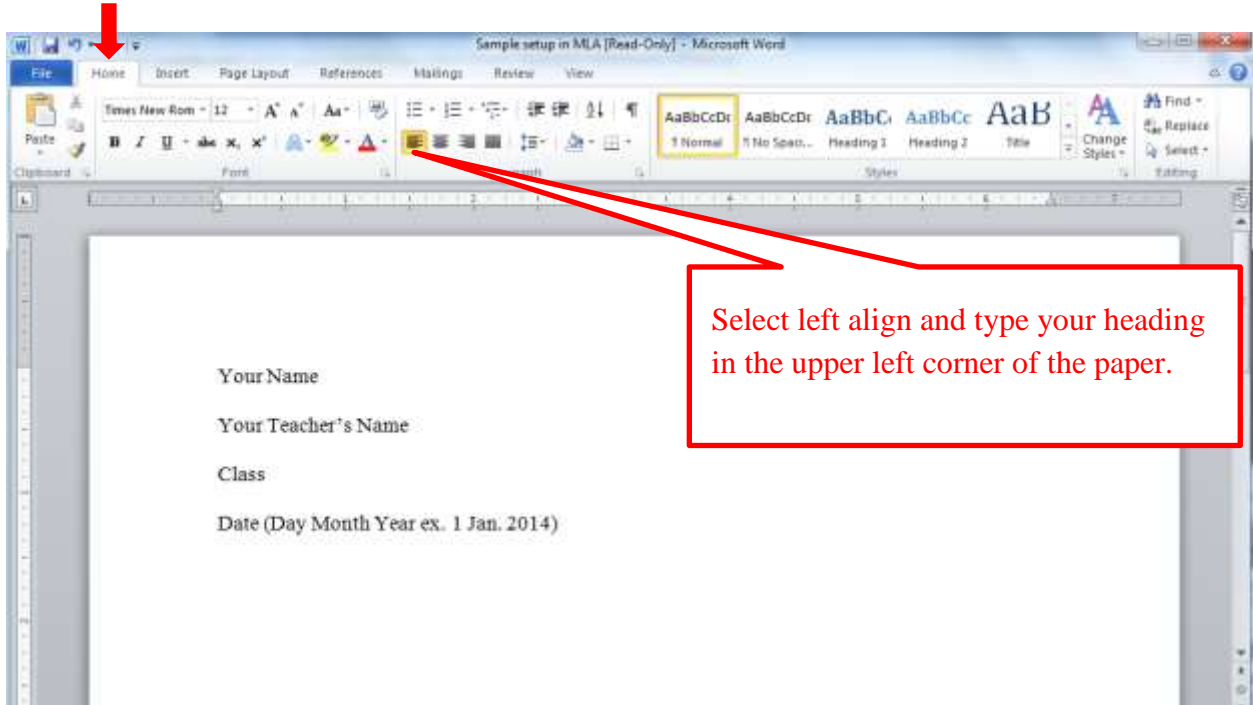 Sample setup in MLA [Read-Only] - Microsoft Word
File Home Insert Page Layout References Mailings Review View
Times New Rom 12 A A Aa
Paste
B I U abe x, x² A A
AaBbCcDc AaBbCcDc AaBbC AaBbCc AaB
¶ Normal ¶ No Spaci... Heading 1 Heading 2 Title
Change
Styles
Find
Replace
Select
Clipboard Font Styles Editing
Select left align and type your heading
in the upper left corner of the paper.
Your Name
Your Teacher’s Name
Class
Date (Day Month Year ex. 1 Jan. 2014)